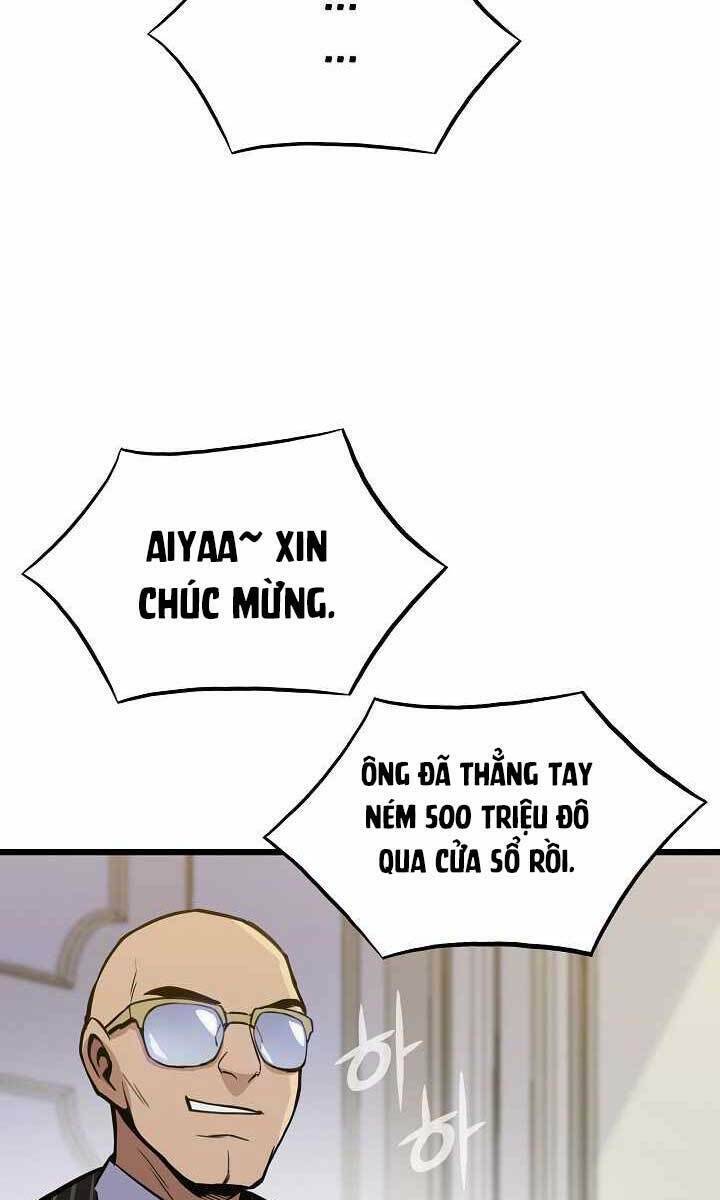 ...
...
AIYAA~ XIN
CHÚC MỪNG.
ÔNG ĐÃ THẲNG TAY
NÉM 500 TRIỆU ĐÔ
QUA CỬA SỔ RỒI.
하
하